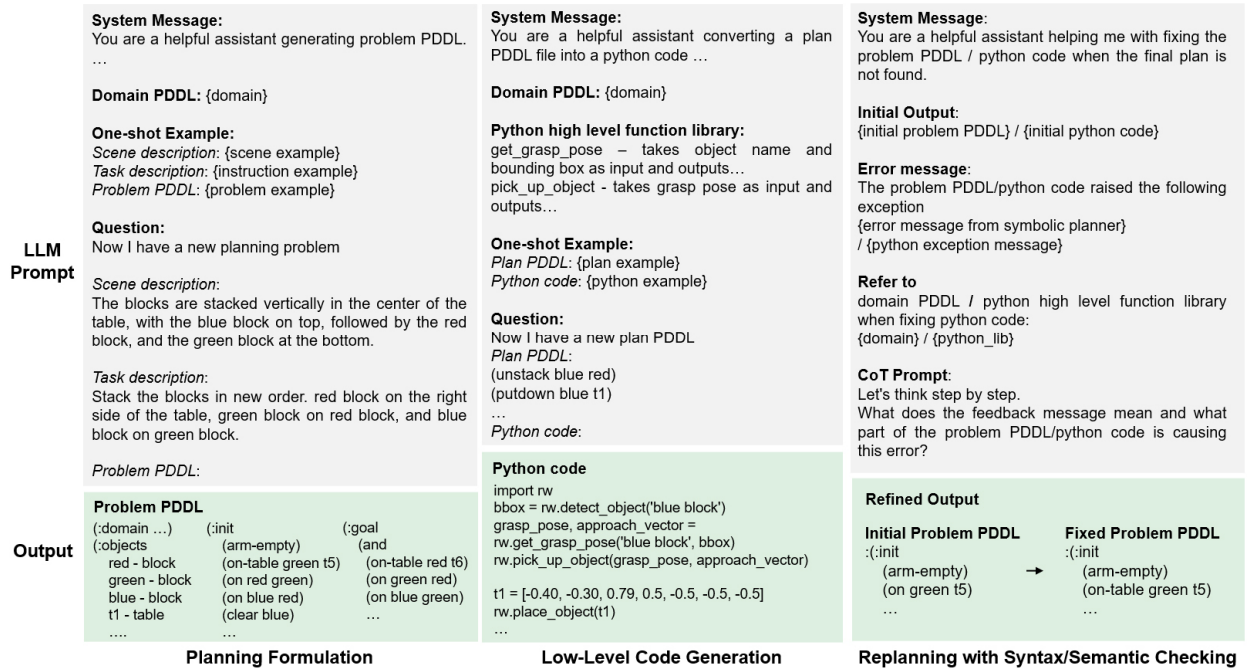 LLM
Prompt
System Message:
You are a helpful assistant generating problem PDDL.
…
Domain PDDL: {domain}
One-shot Example:
Scene description: {scene example}
Task description: {instruction example}
Problem PDDL: {problem example}
Question:
Now I have a new planning problem
Scene description:
The blocks are stacked vertically in the center of the
table, with the blue block on top, followed by the red
block, and the green block at the bottom.
Task description:
Stack the blocks in new order. red block on the right
side of the table, green block on red block, and blue
block on green block.
Problem PDDL:
System Message:
You are a helpful assistant converting a plan
PDDL file into a python code …
Domain PDDL: {domain}
Python high level function library:
get_grasp_pose – takes object name and
bounding box as input and outputs…
pick_up_object - takes grasp pose as input and
outputs…
One-shot Example:
Plan PDDL: {plan example}
Python code: {python example}
Question:
Now I have a new plan PDDL
Plan PDDL:
(unstack blue red)
(putdown blue t1)
…
Python code:
System Message:
You are a helpful assistant helping me with fixing the
problem PDDL / python code when the final plan is
not found.
Initial Output:
{initial problem PDDL} / {initial python code}
Error message:
The problem PDDL/python code raised the following
exception
{error message from symbolic planner}
/ {python exception message}
Refer to
domain PDDL / python high level function library
when fixing python code:
{domain} / {python_lib}
CoT Prompt:
Let's think step by step.
What does the feedback message mean and what
part of the problem PDDL/python code is causing
this error?
Output
Problem PDDL
(:domain …)
(:objects
red - block
green - block
blue - block
t1 - table
….
(:init
(arm-empty)
(on-table green t5)
(on red green)
(on blue red)
(clear blue)
…
(:goal
(and
(on-table red t6)
(on green red)
(on blue green)
…
Python code
import rw
bbox = rw.detect_object('blue block')
grasp_pose, approach_vector =
rw.get_grasp_pose('blue block', bbox)
rw.pick_up_object(grasp_pose, approach_vector)
t1 = [-0.40, -0.30, 0.79, 0.5, -0.5, -0.5, -0.5]
rw.place_object(t1)
…
Refined Output
Initial Problem PDDL
:(:init
(arm-empty)
(on green t5)
…
→
Fixed Problem PDDL
:(:init
(arm-empty)
(on-table green t5)
…
Planning Formulation
Low-Level Code Generation
Replanning with Syntax/Semantic Checking